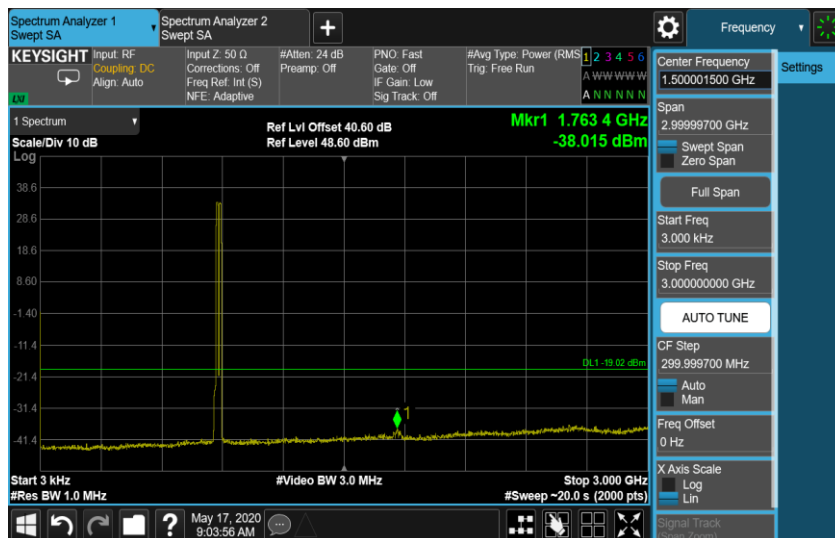 Spectrum Analyzer 1
Swept SA
Spectrum Analyzer 2
Swept SA
+
Frequency
Settings
KEYSIGHT
LXI
Input: RF
Coupling: DC
Align: Auto
Input Z: 50 Ω
Corrections: Off
Freq Ref: Int (S)
NFE: Adaptive
#Atten: 24 dB
Preamp: Off
PNO: Fast
Gate: Off
IF Gain: Low
Sig Track: Off
#Avg Type: Power (RMS
Trig: Free Run
1 2 3 4 5 6
A W W W W W
A N N N N N
1 Spectrum
Scale/Div 10 dB
Log
Ref Lvl Offset 40.60 dB
Ref Level 48.60 dBm
Mkr1 1.763 4 GHz
-38.015 dBm
38.6
28.6
18.6
8.60
-1.40
-11.4
-21.4
-31.4
-41.4
DL1 -19.02 dBm
1
Start 3 kHz
#Res BW 1.0 MHz
#Video BW 3.0 MHz
Stop 3.000 GHz
#Sweep ~20.0 s (2000 pts)
Center Frequency
1.500001500 GHz
Span
2.99999700 GHz
Swept Span
Zero Span
Full Span
Start Freq
3.000 kHz
Stop Freq
3.000000000 GHz
AUTO TUNE
CF Step
299.999700 MHz
Auto
Man
Freq Offset
0 Hz
X Axis Scale
Log
Lin
Signal Track
(Span Zoom)
?
May 17, 2020
9:03:56 AM